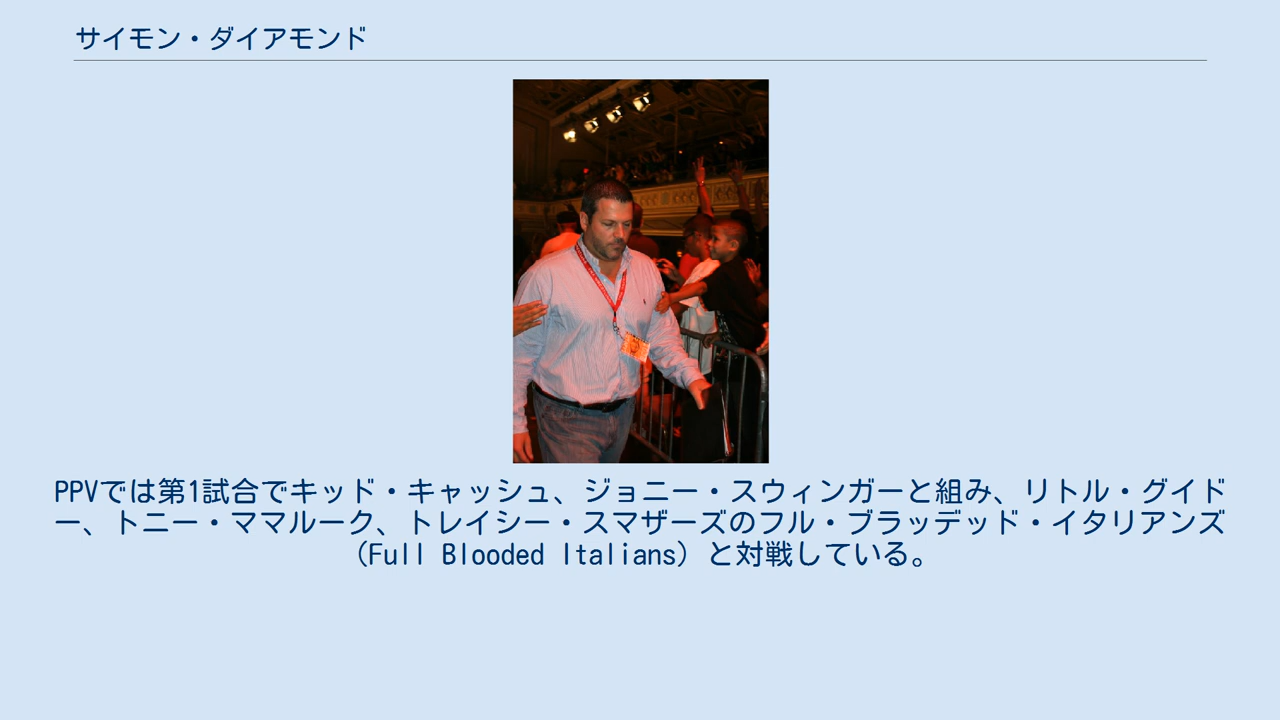 サイモン・ダイアモンド
PPVでは第1試合でキッド・キャッシュ、ジョニー・スウィンガーと組み、リトル・グイド
ー、トニー・ママルーク、トレイシー・スマザーズのフル・ブラッデッド・イタリアンズ
（Full Blooded Italians）と対戦している。